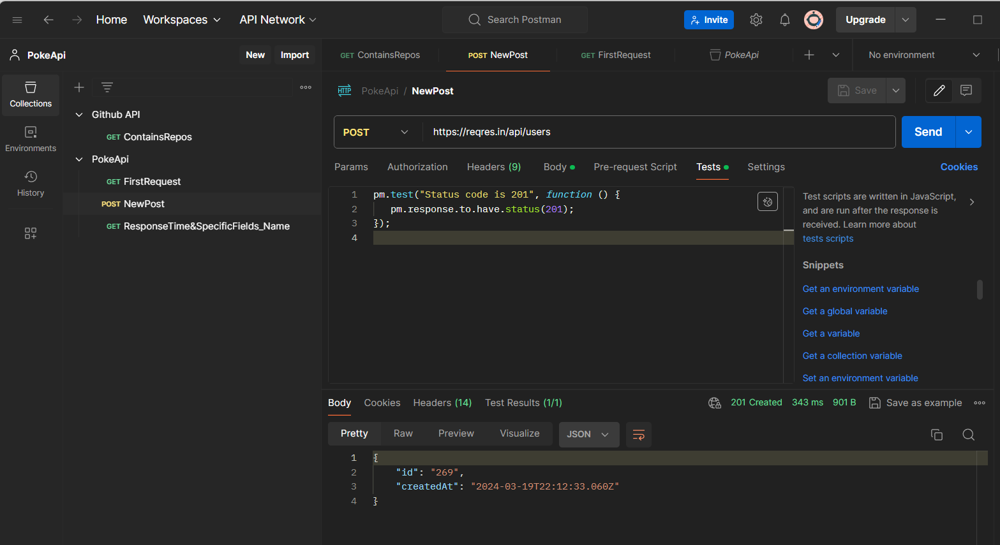 Home Workspaces API Network Search Postman Invite Upgrade
PokeApi New Import GET ContainsRepos POST NewPost GET FirstRequest PokeApi No environment
Collections
Environments
History
Github API
GET ContainsRepos
PokeApi
GET FirstRequest
POST NewPost
GET ResponseTime&SpecificFields_Name
HTTP PokeApi / NewPost Save
POST https://reqres.in/api/users Send
Params Authorization Headers (9) Body Pre-request Script Tests Settings Cookies
1 pm.test("Status code is 201", function () {
2 pm.response.to.have.status(201);
3 });
4
Test scripts are written in JavaScript,
and are run after the response is
received. Learn more about
tests scripts
Snippets
Get an environment variable
Get a global variable
Get a variable
Get a collection variable
Set an environment variable
Body Cookies Headers (14) Test Results (1/1) 201 Created 343 ms 901 B Save as example
Pretty Raw Preview Visualize JSON
1 {
2 "id": "269",
3 "createdAt": "2024-03-19T22:12:33.060Z"
4 }